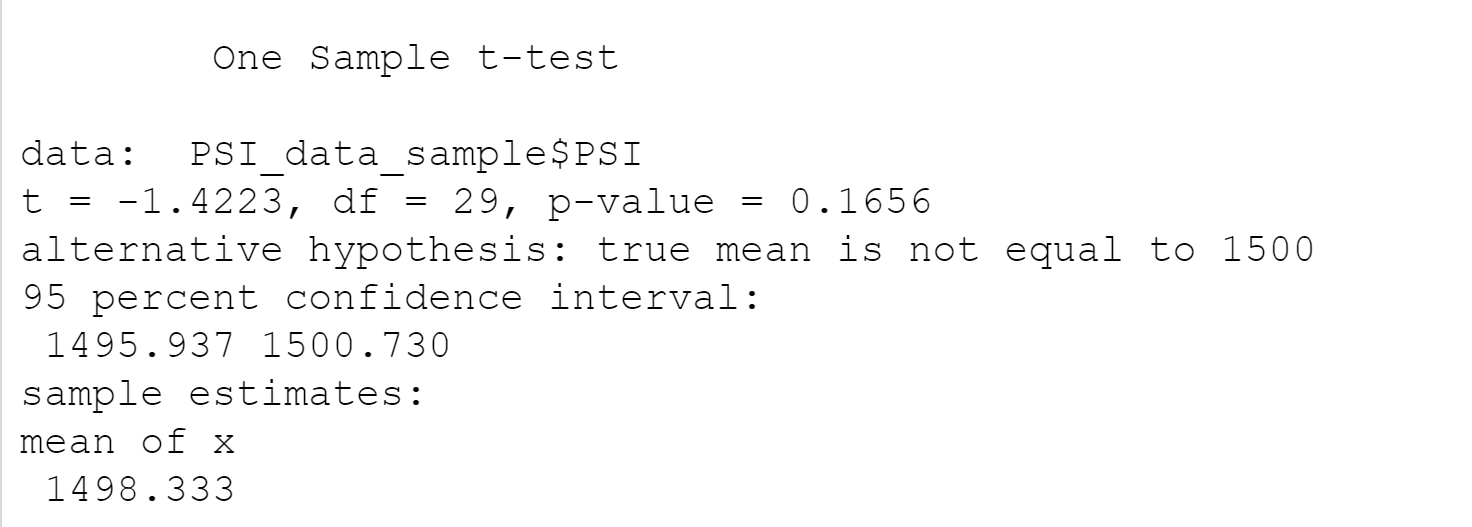 One Sample t-test
data: PSI_data_sample$PSI
t = -1.4223, df = 29, p-value = 0.1656
alternative hypothesis: true mean is not equal to 1500
95 percent confidence interval:
1495.937 1500.730
sample estimates:
mean of x
1498.333